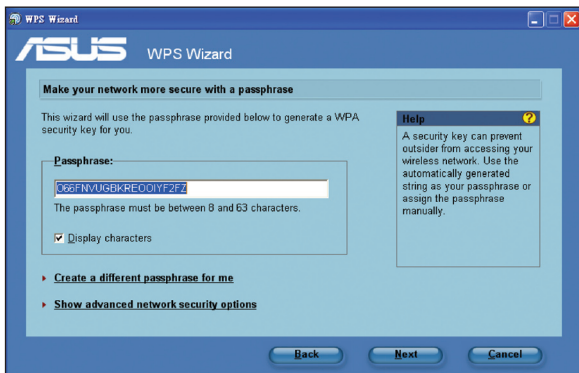 WPS Wizard
ASUS WPS Wizard
Make your network more secure with a passphrase
This wizard will use the passphrase provided below to generate a WPA
security key for you.
Passphrase:
O66FNVUGBKREOOIYF2FZ
The passphrase must be between 8 and 63 characters.
Display characters
Create a different passphrase for me
Show advanced network security options
Help
A security key can prevent
outsider from accessing your
wireless network. Use the
automatically generated
string as your passphrase or
assign the passphrase
manually.
Back Next Cancel